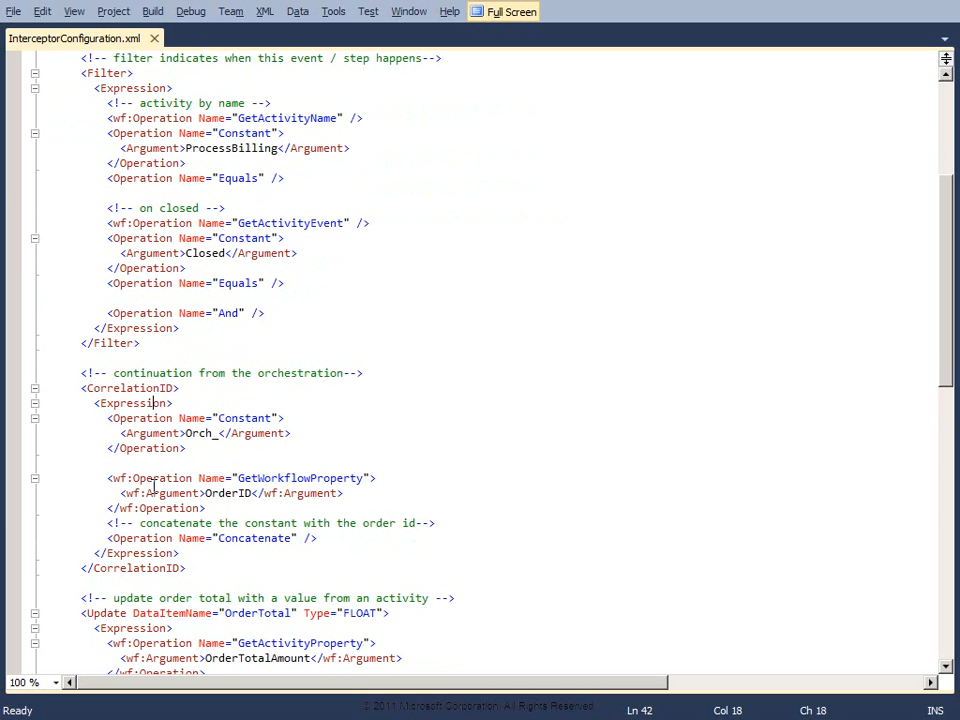 File Edit View Project Build Debug Team XML Data Tools Test Window Help Full Screen
InterceptorConfiguration.xml
<!-- filter indicates when this event / step happens-->
<Filter>
<Expression>
<!-- activity by name -->
<wf:Operation Name="GetActivityName" />
<Operation Name="Constant">
<Argument>ProcessBilling</Argument>
</Operation>
<Operation Name="Equals" />
<!-- on closed -->
<wf:Operation Name="GetActivityEvent" />
<Operation Name="Constant">
<Argument>Closed</Argument>
</Operation>
<Operation Name="Equals" />
<Operation Name="And" />
</Expression>
</Filter>
<!-- continuation from the orchestration-->
<CorrelationID>
<Expression>
<Operation Name="Constant">
<Argument>Orch_</Argument>
</Operation>
<wf:Operation Name="GetWorkflowProperty">
<wf:Argument>OrderID</wf:Argument>
</wf:Operation>
<!-- concatenate the constant with the order id-->
<Operation Name="Concatenate" />
</Expression>
</CorrelationID>
<!-- update order total with a value from an activity -->
<Update DataItemName="OrderTotal" Type="FLOAT">
<Expression>
<wf:Operation Name="GetActivityProperty">
<wf:Argument>OrderTotalAmount</wf:Argument>
</wf:Operation>
100 %
Ready © 2011 Microsoft Corporation. All Rights Reserved. Ln 42 Col 18 Ch 18 INS